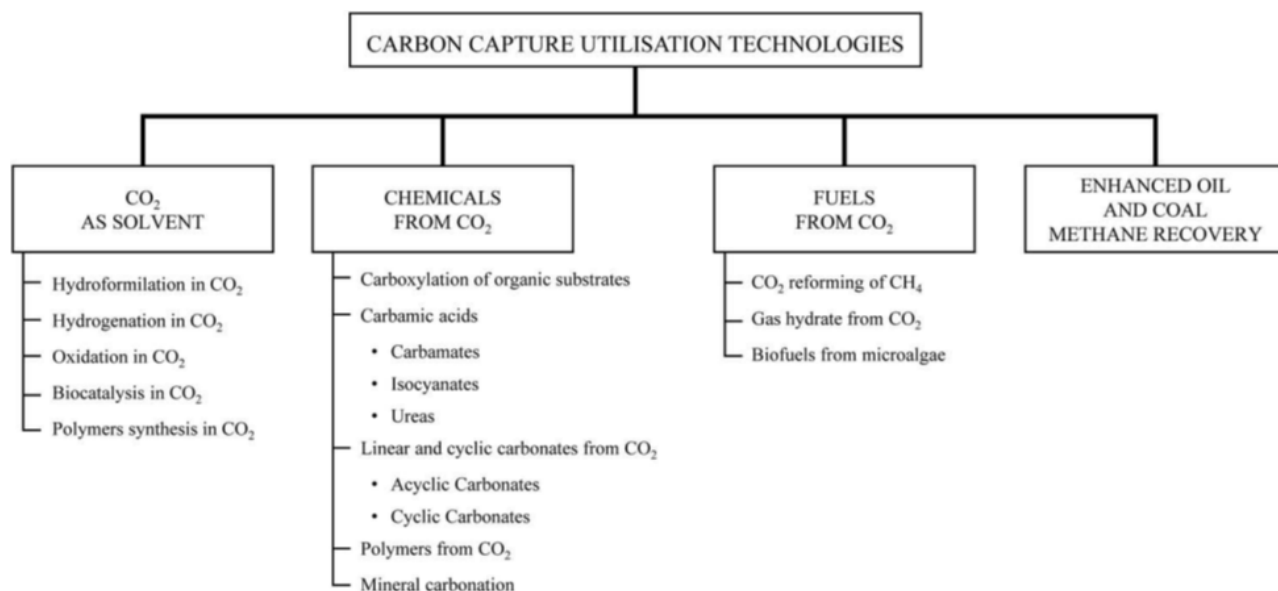 CARBON CAPTURE UTILISATION TECHNOLOGIES
CO₂
AS SOLVENT
Hydroformilation in CO₂
Hydrogenation in CO₂
Oxidation in CO₂
Biocatalysis in CO₂
Polymers synthesis in CO₂
CHEMICALS
FROM CO₂
Carboxylation of organic substrates
Carbamic acids
• Carbamates
• Isocyanates
• Ureas
Linear and cyclic carbonates from CO₂
• Acyclic Carbonates
• Cyclic Carbonates
Polymers from CO₂
Mineral carbonation
FUELS
FROM CO₂
CO₂ reforming of CH₄
Gas hydrate from CO₂
Biofuels from microalgae
ENHANCED OIL
AND COAL
METHANE RECOVERY